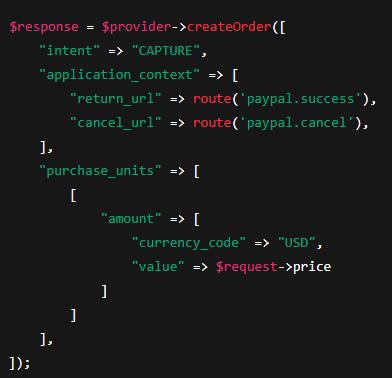 $response = $provider->createOrder([
    "intent" => "CAPTURE",
    "application_context" => [
        "return_url" => route('paypal.success'),
        "cancel_url" => route('paypal.cancel'),
    ],
    "purchase_units" => [
        [
            "amount" => [
                "currency_code" => "USD",
                "value" => $request->price
            ]
        ]
    ],
]);